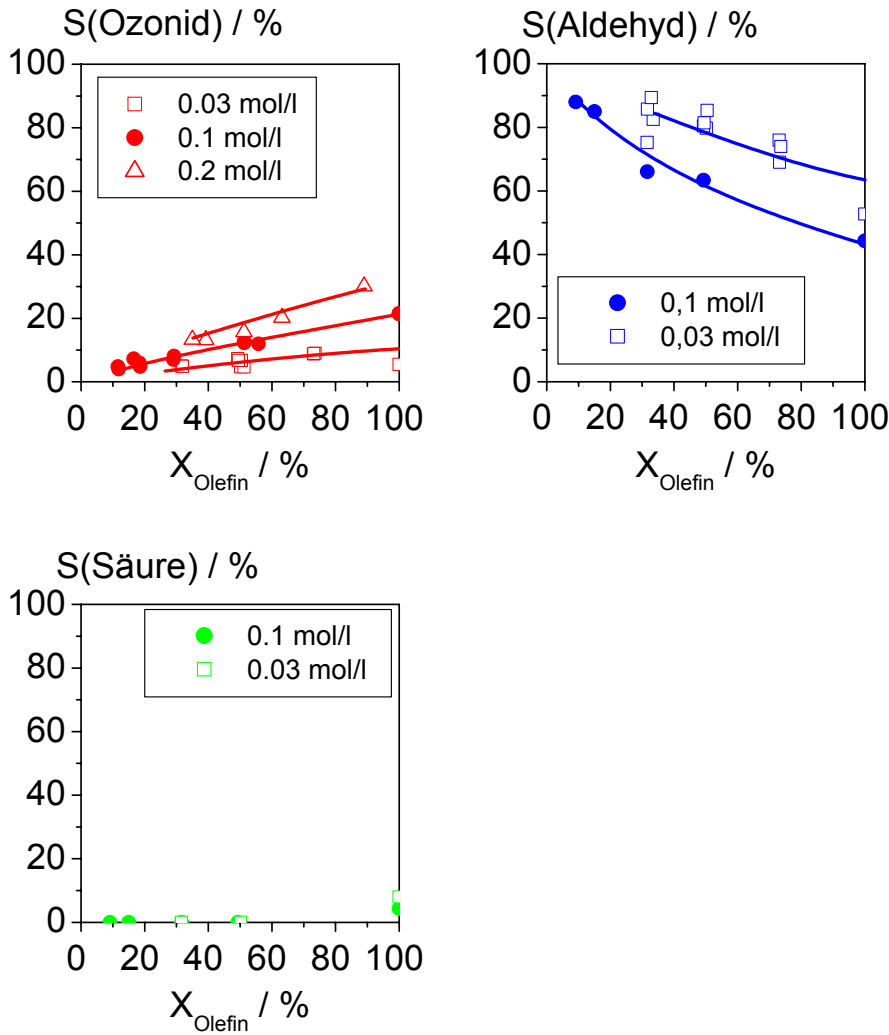 S(Ozonid) / %
100
80
60
40
20
0
0.03 mol/l
0.1 mol/l
0.2 mol/l
0 20 40 60 80 100
X_Olefin / %
S(Aldehyd) / %
100
80
60
40
20
0
0,1 mol/l
0,03 mol/l
0 20 40 60 80 100
X_Olefin / %
S(Säure) / %
100
80
60
40
20
0
0.1 mol/l
0.03 mol/l
0 20 40 60 80 100
X_Olefin / %